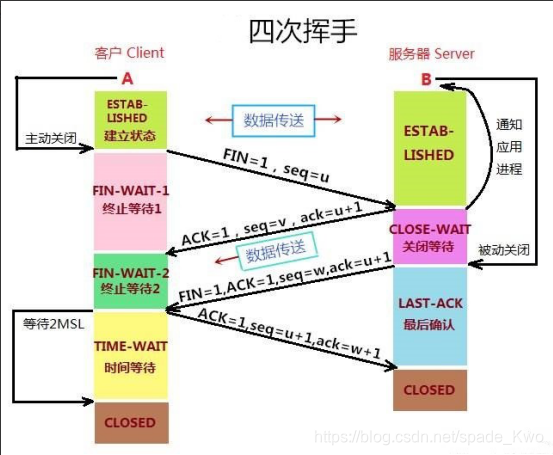 四次挥手
客户 Client
服务器 Server
A
B
ESTAB-
LISHED
建立状态
主动关闭
数据传送
ESTAB-
LISHED
通知
应用
进程
FIN=1，seq=u
FIN-WAIT-1
终止等待1
ACK=1，seq=v，ack=u+1
CLOSE-WAIT
关闭等待
数据传送
被动关闭
FIN-WAIT-2
终止等待2
FIN=1,ACK=1,seq=w,ack=u+1
LAST-ACK
最后确认
等待2MSL
ACK=1,seq=u+1,ack=w+1
TIME-WAIT
时间等待
CLOSED
CLOSED
https://blog.csdn.net/spade_Kwo